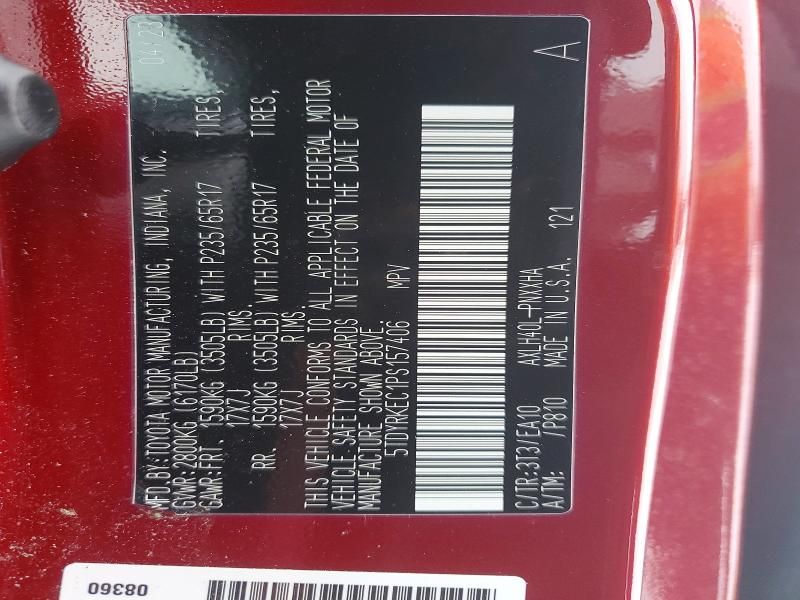 MFD.BY:TOYOTA MOTOR MANUFACTURING, INDIANA, INC. 04/23
GVWR:2800KG (6170LB)
GAWR:FRT. 1590KG (3505LB) WITH P235/65R17 TIRES,
17X7J RIMS.
RR. 1590KG (3505LB) WITH P235/65R17 TIRES,
17X7J RIMS.
THIS VEHICLE CONFORMS TO ALL APPLICABLE FEDERAL MOTOR
VEHICLE SAFETY STANDARDS IN EFFECT ON THE DATE OF
MANUFACTURE SHOWN ABOVE.
5TDYRKEC1PS157406 MPV
C/TR:3T3/EA10 AXLH40L-PNXXHA
A/TM: /P810 MADE IN U.S.A. 121 A
08360